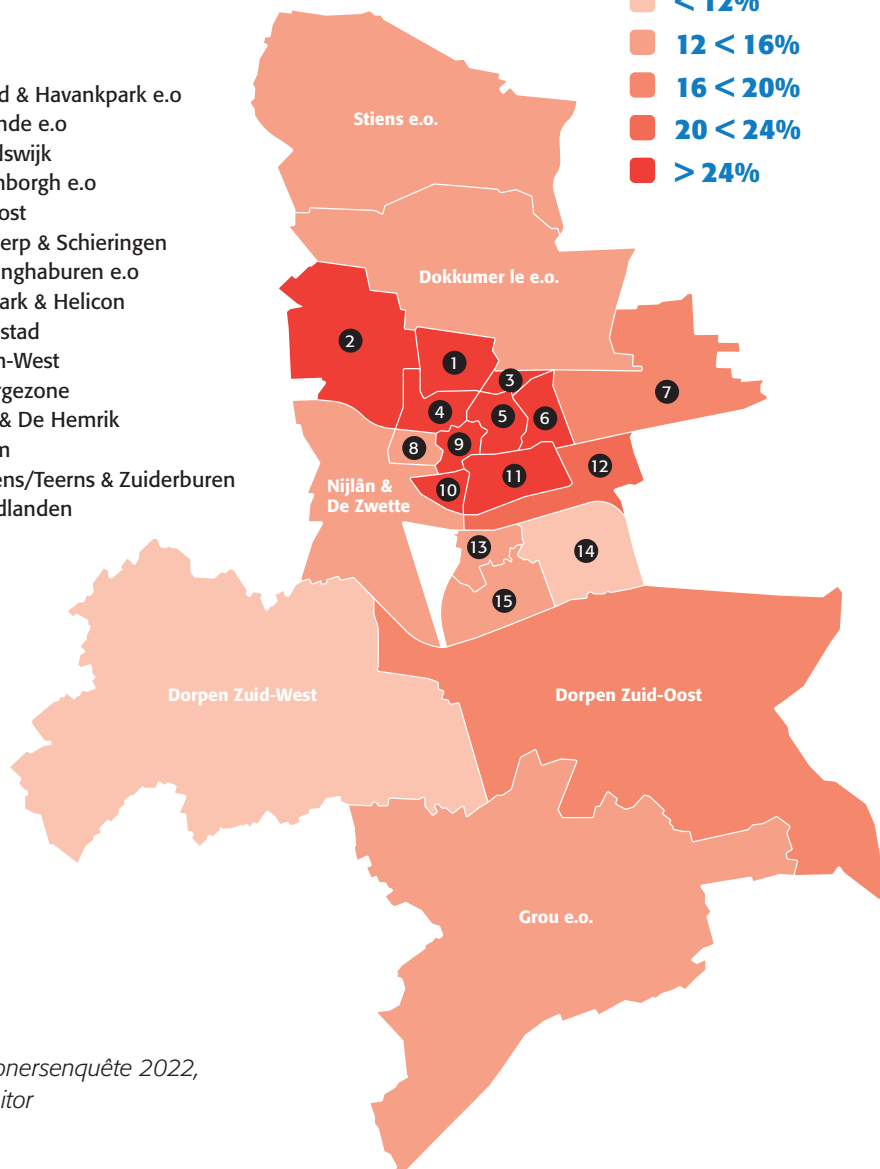 < 12%
12 < 16%
16 < 20%
20 < 24%
> 24%
d & Havankpark e.o
nde e.o
lswijk
nborgh e.o
ost
erp & Schieringen
inghaburen e.o
ark & Helicon
stad
n-West
rgezone
& De Hemrik
m
ens/Teerns & Zuiderburen
dlanden
Stiens e.o.
Dokkumer Ie e.o.
2
1
3
7
4
5
6
8
9
12
11
Nijlân &
De Zwette
10
13
14
15
Dorpen Zuid-West
Dorpen Zuid-Oost
Grou e.o.
onersenquête 2022,
itor